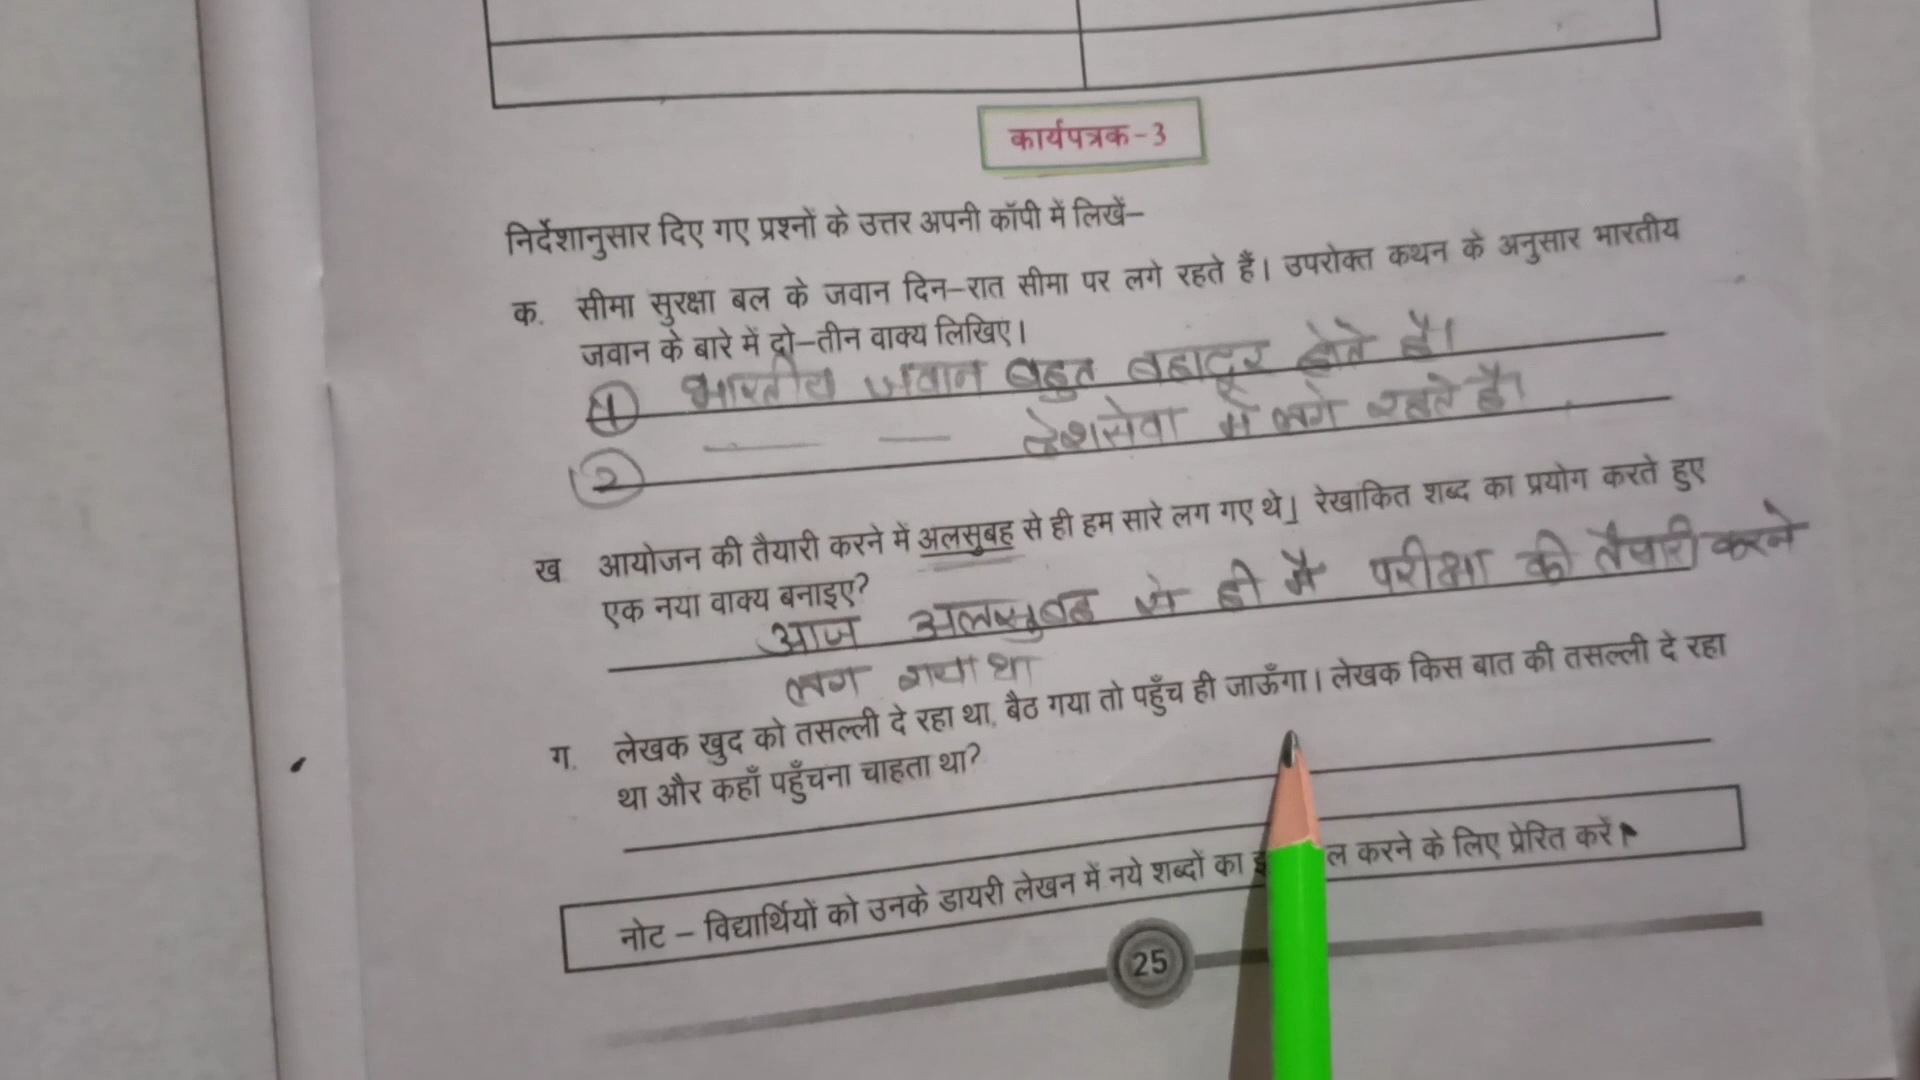 कार्यपत्रक-3
निर्देशानुसार दिए गए प्रश्नों के उत्तर अपनी कॉपी में लिखें–
क. सीमा सुरक्षा बल के जवान दिन–रात सीमा पर लगे रहते हैं। उपरोक्त कथन के अनुसार भारतीय
जवान के बारे में दो–तीन वाक्य लिखिए।
1 भारतीय जवान बहुत बहादूर होते है।
2 — — देशसेवा में लगे रहते है।
ख आयोजन की तैयारी करने में अलसुबह से ही हम सारे लग गए थे। रेखाकित शब्द का प्रयोग करते हुए
एक नया वाक्य बनाइए?
आज अलसुबह से ही मै परीक्षा की तैयारी करने
लग गया था
ग. लेखक खुद को तसल्ली दे रहा था, बैठ गया तो पहुँच ही जाऊँगा। लेखक किस बात की तसल्ली दे रहा
था और कहाँ पहुँचना चाहता था?
नोट – विद्यार्थियों को उनके डायरी लेखन में नये शब्दों का ल करने के लिए प्रेरित करें।
25